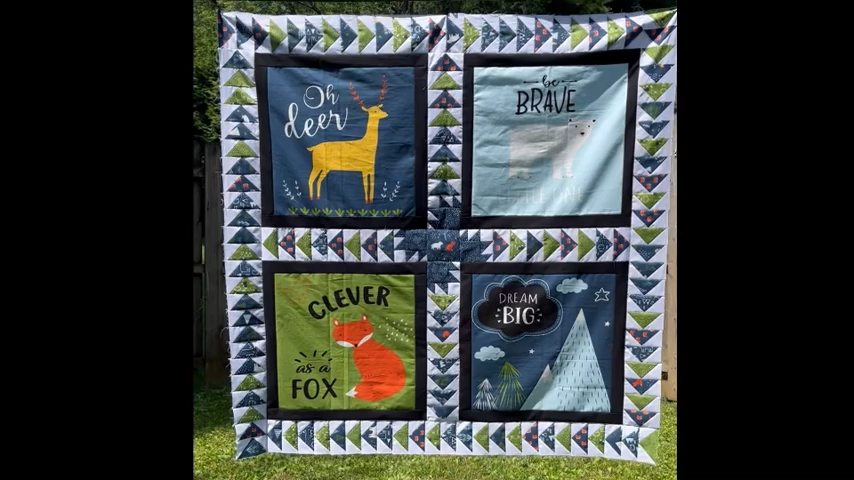 Oh
deer
be
BRAVE
CLEVER
as a
FOX
DREAM
BIG